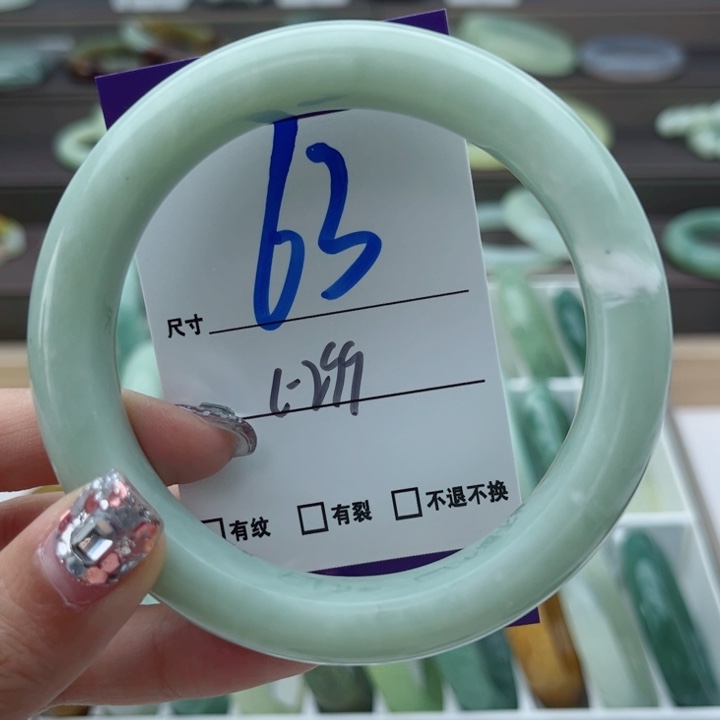 63
尺寸
□有纹 □有裂 □不退不换